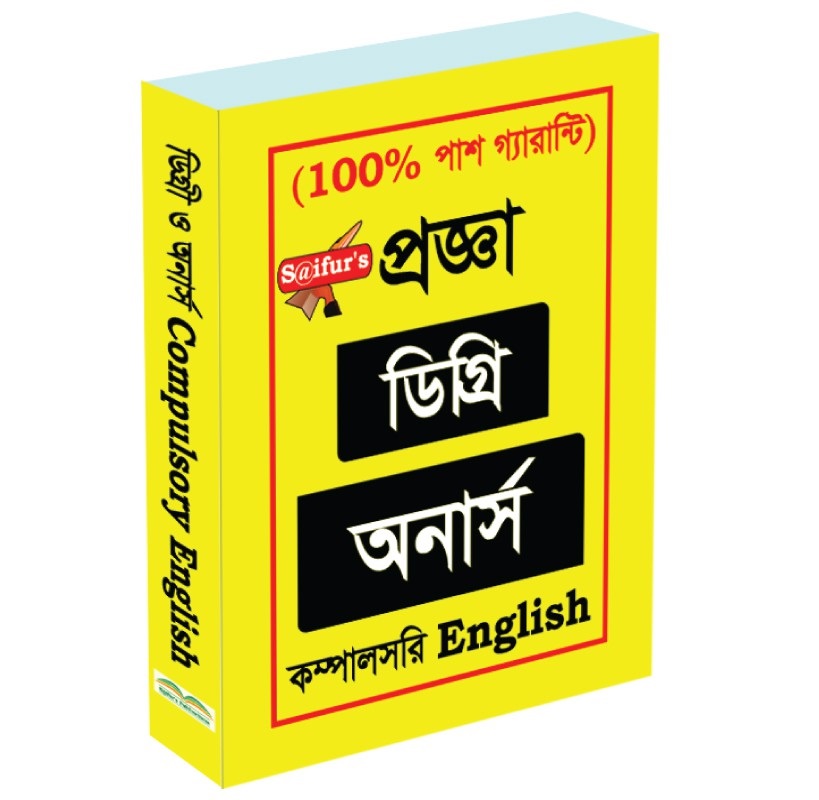 (100% পাশ গ্যারান্টি)
S@ifur's
প্রজ্ঞা
ডিগ্রি
অনার্স
কম্পালসরি English
ডিগ্রী ও অনার্স Compulsory English